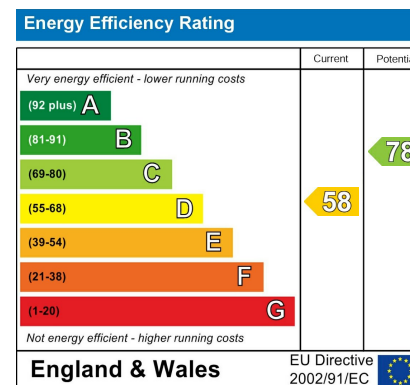 Energy Efficiency Rating
Current Potentia
Very energy efficient - lower running costs
(92 plus) A
(81-91) B
78
(69-80) C
(55-68) D
58
(39-54) E
(21-38) F
(1-20) G
Not energy efficient - higher running costs
England & Wales
EU Directive
2002/91/EC